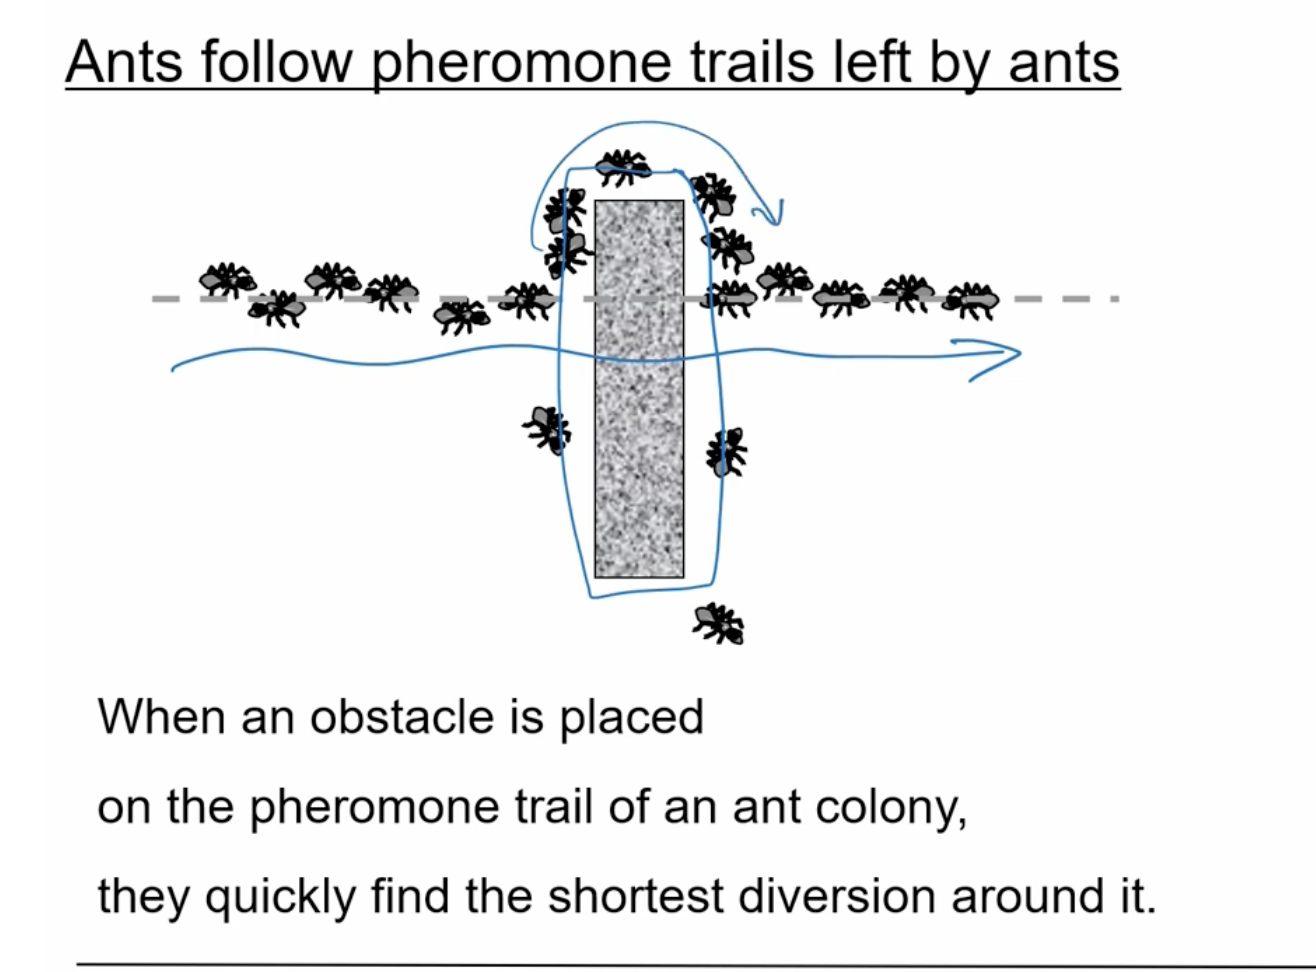 Ants follow pheromone trails left by ants
When an obstacle is placed
on the pheromone trail of an ant colony,
they quickly find the shortest diversion around it.